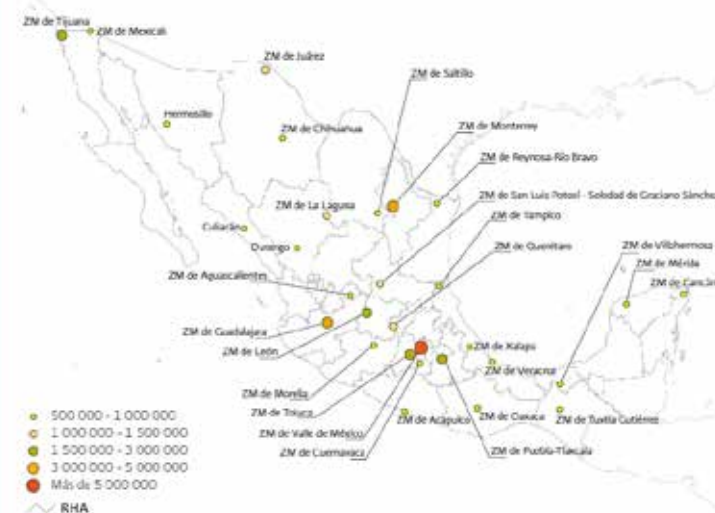 ZM de Tijuana
ZM de Mexicali
ZM de Juárez
ZM de Saltillo
Hermosillo
ZM de Chihuahua
ZM de Monterrey
ZM de Reynosa-Río Bravo
ZM de San Luis Potosí - Soledad de Graciano Sánche
ZM de La Laguna
ZM de Tampico
Culiacán
Durango
ZM de Querétaro
ZM de Villahermosa
ZM de Mérida
ZM de Aguascalientes
ZM de Cancún
ZM de Guadalajara
ZM de León
ZM de Xalapa
ZM de Veracruz
ZM de Morelia
ZM de Toluca
ZM de Acapulco
ZM de Oaxaca
ZM de Tuxtla Gutiérrez
ZM de Valle de México
ZM de Cuernavaca
ZM de Puebla-Tlaxcala
500 000 - 1 000 000
1 000 000 - 1 500 000
1 500 000 - 3 000 000
3 000 000 - 5 000 000
Más de 5 000 000
RHA